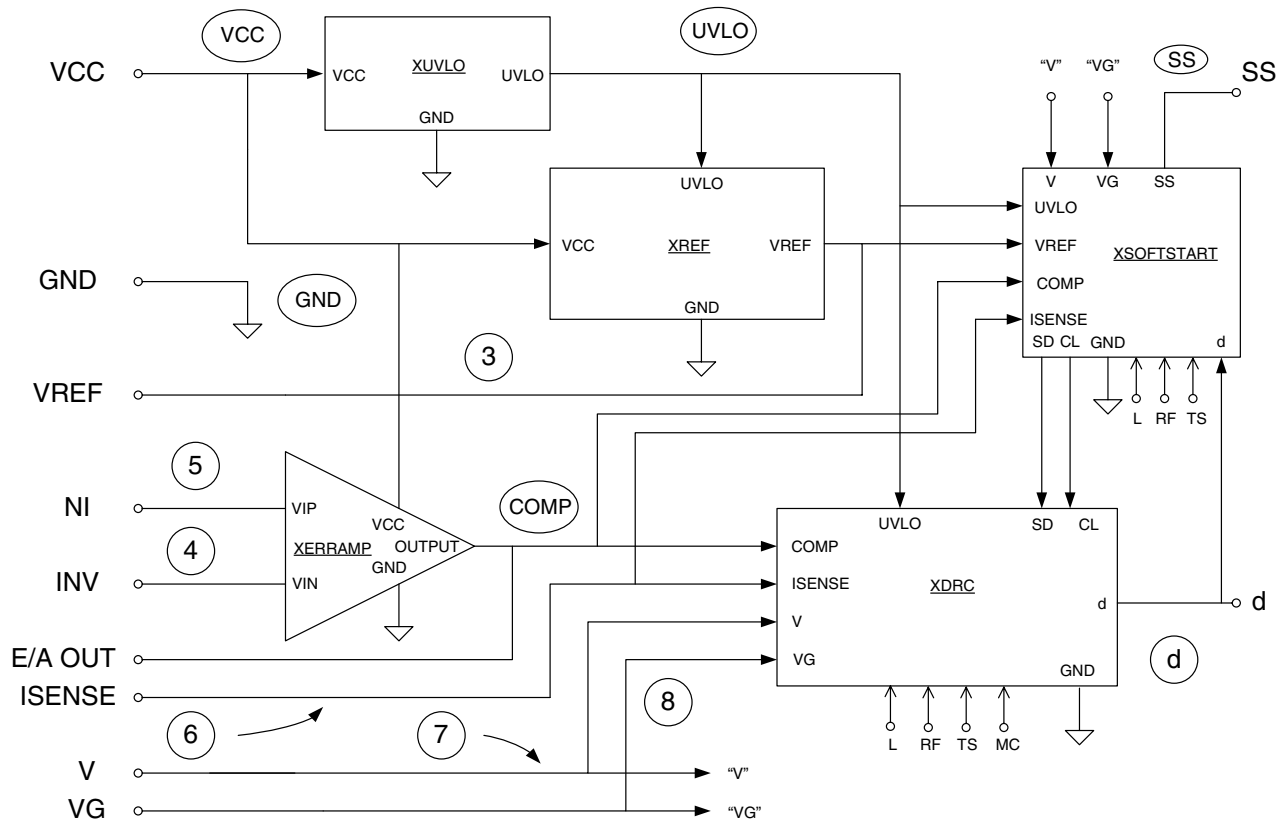 VCC
UVLO
SS
VCC
VCC
XUVLO
UVLO
GND
"V"
"VG"
SS
UVLO
VCC
XREF
VREF
GND
V
VG
SS
UVLO
VREF
XSOFTSTART
COMP
ISENSE
SD
CL
GND
d
L
RF
TS
GND
GND
3
VREF
5
NI
VIP
VCC
XERRAMP
OUTPUT
GND
VIN
4
INV
COMP
UVLO
SD
CL
COMP
ISENSE
XDRC
d
V
VG
GND
d
d
L
RF
TS
MC
E/A OUT
ISENSE
6
7
8
V
"V"
VG
"VG"